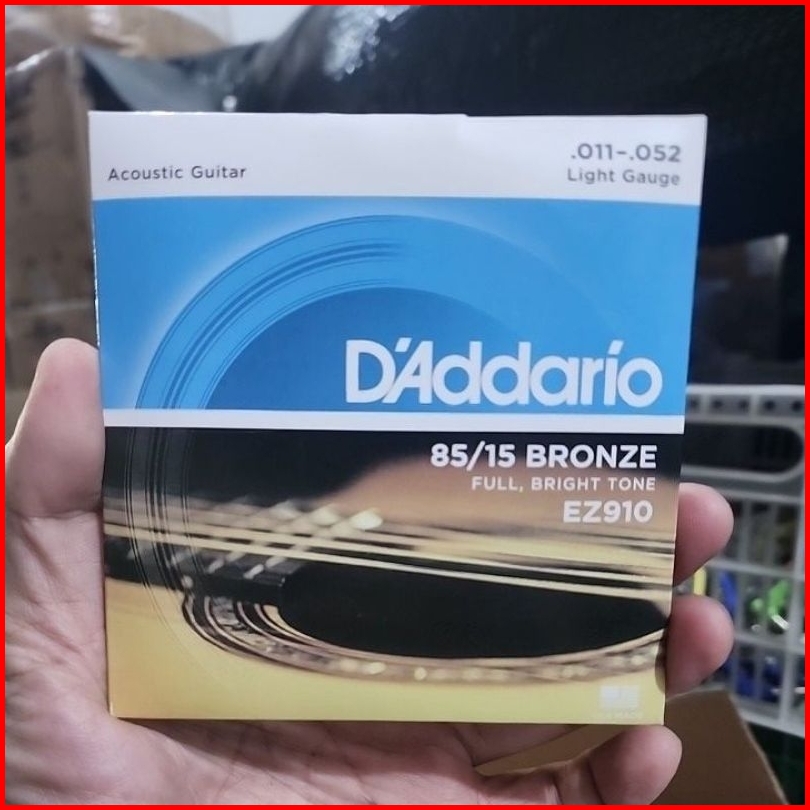 Acoustic Guitar
.011-.052
Light Gauge
D'Addario
85/15 BRONZE
FULL, BRIGHT TONE
EZ910